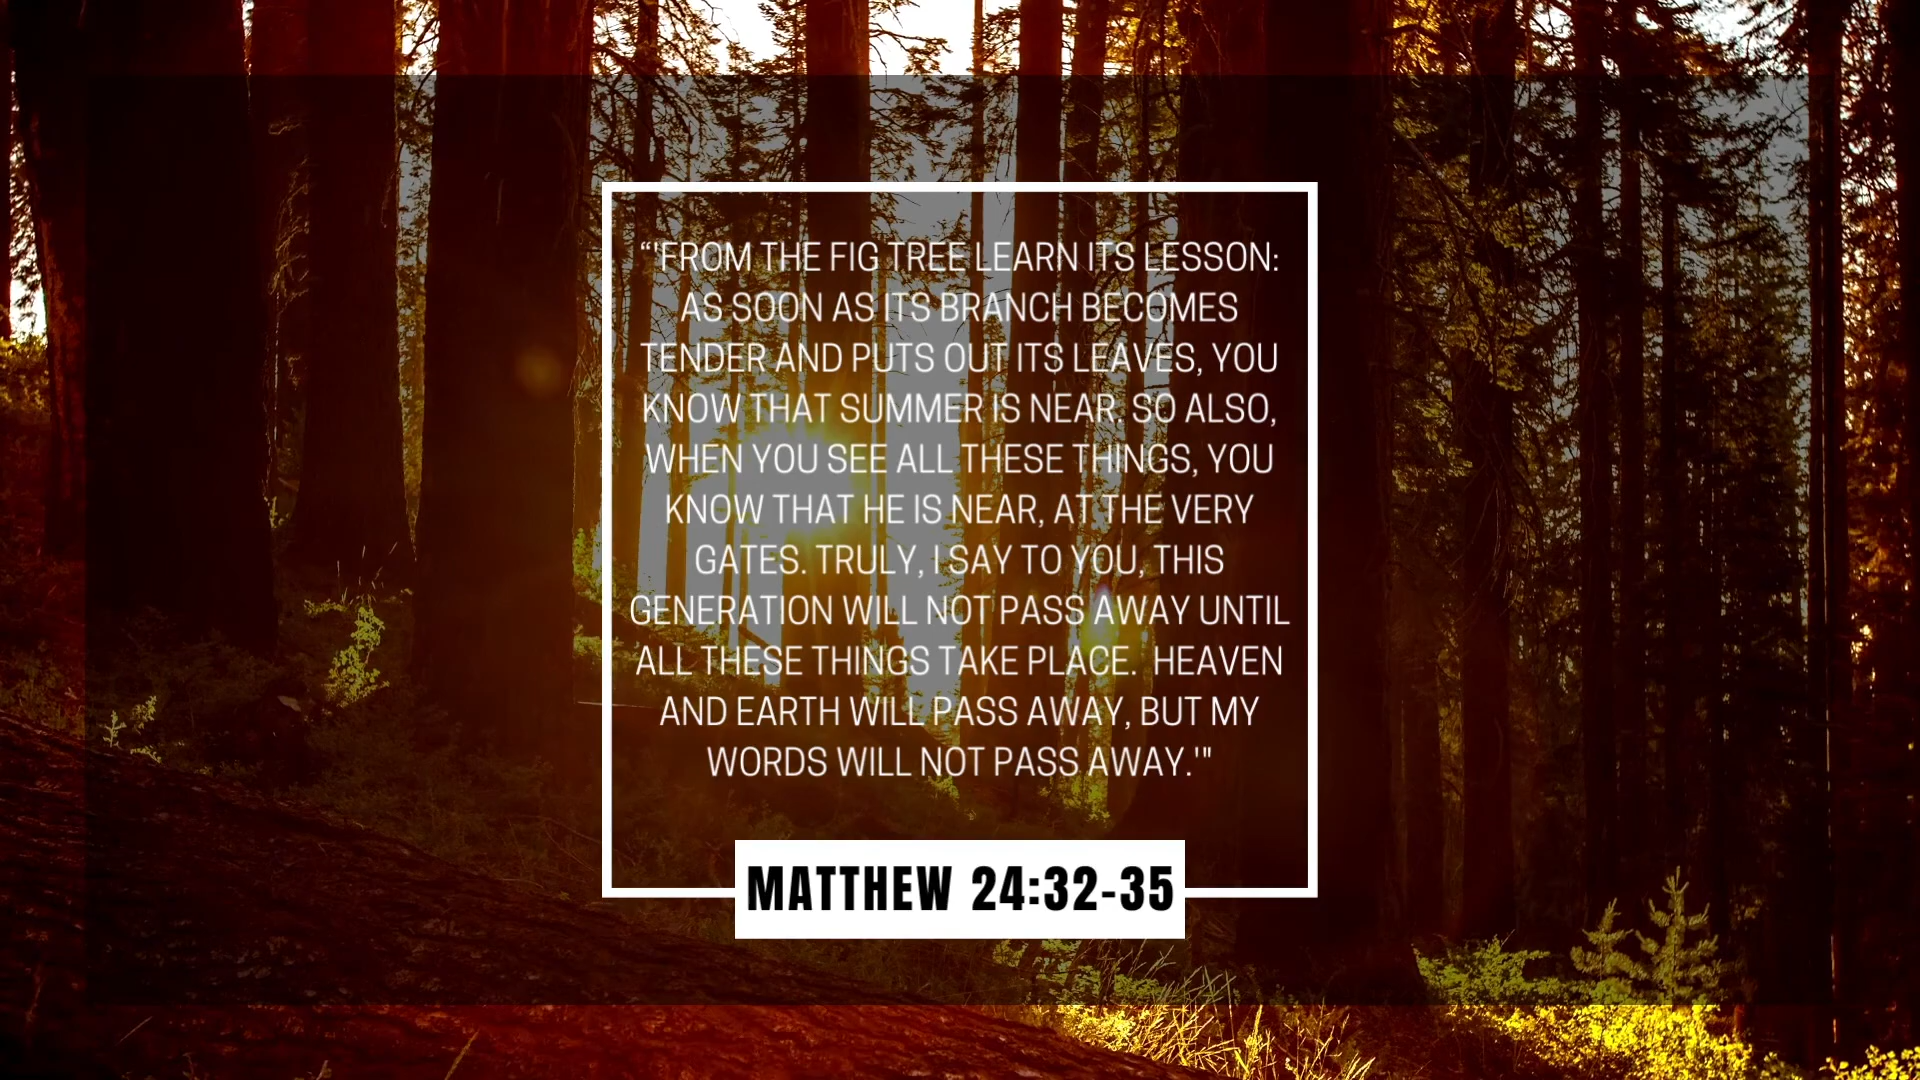 “'FROM THE FIG TREE LEARN ITS LESSON:
AS SOON AS ITS BRANCH BECOMES
TENDER AND PUTS OUT ITS LEAVES, YOU
KNOW THAT SUMMER IS NEAR. SO ALSO,
WHEN YOU SEE ALL THESE THINGS, YOU
KNOW THAT HE IS NEAR, AT THE VERY
GATES. TRULY, I SAY TO YOU, THIS
GENERATION WILL NOT PASS AWAY UNTIL
ALL THESE THINGS TAKE PLACE.  HEAVEN
AND EARTH WILL PASS AWAY, BUT MY
WORDS WILL NOT PASS AWAY.'"
MATTHEW 24:32-35